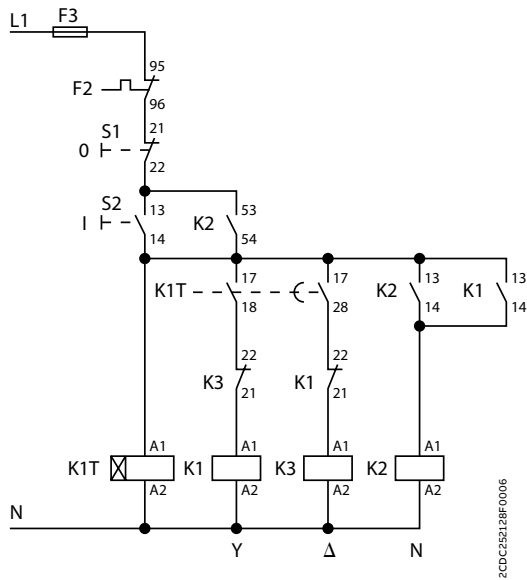 L1 F3
95
F2
96
S1 21
0
22
S2 13 53
I K2
14 54
17 17 13 13
K1T K2 K1
18 28 14 14
22 22
K3 K1
21 21
A1 A1 A1 A1
K1T K1 K3 K2
A2 A2 A2 A2
N
Y Δ N
2CDC252128F0006